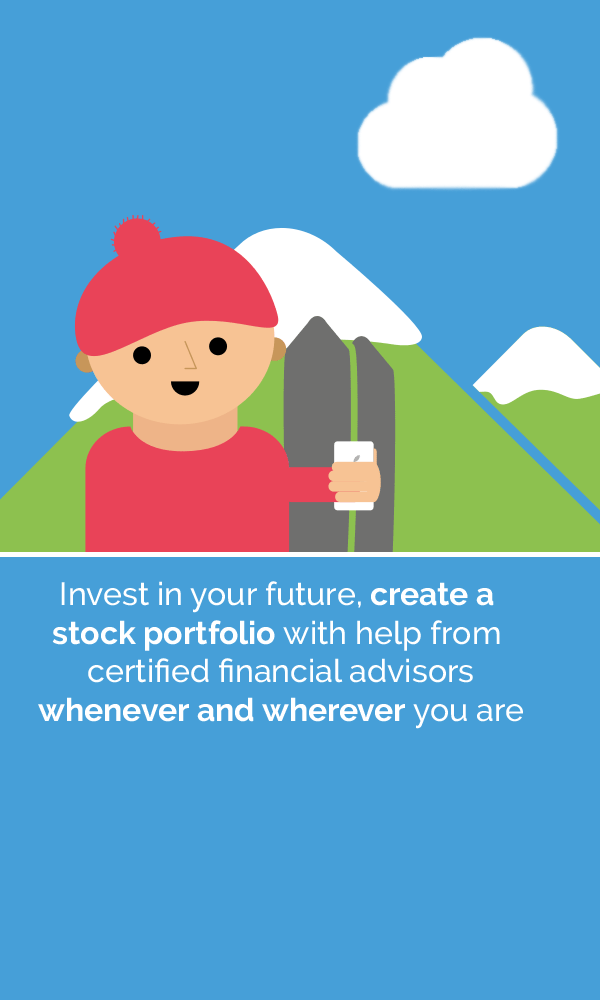 Invest in your future, create a
stock portfolio with help from
certified financial advisors
whenever and wherever you are